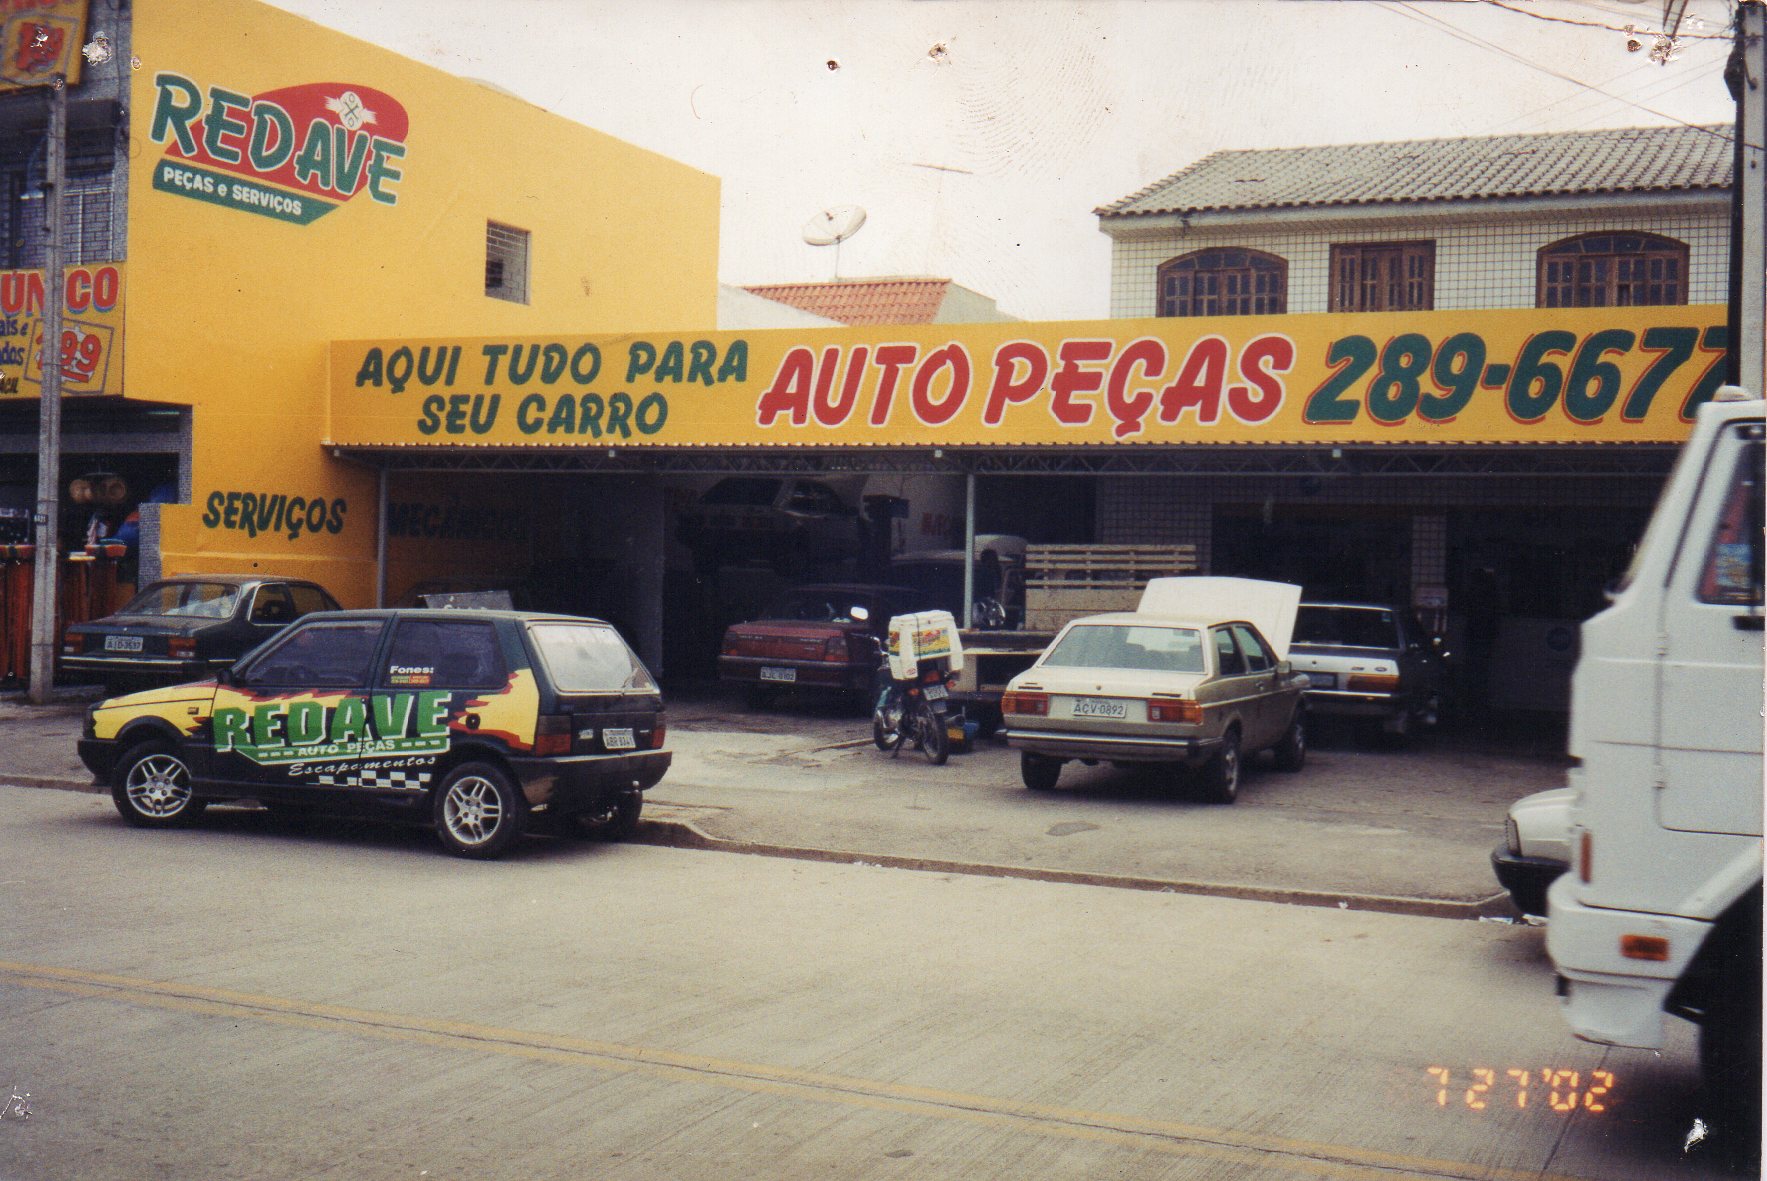 REDAVE
PEÇAS e SERVIÇOS
AQUI TUDO PARA
SEU CARRO
AUTO PEÇAS 289-6677
SERVIÇOS MECÂNICOS
Fones:
REDAVE
AUTO PEÇAS
Escapamentos
ACV-0892
7 27 '02